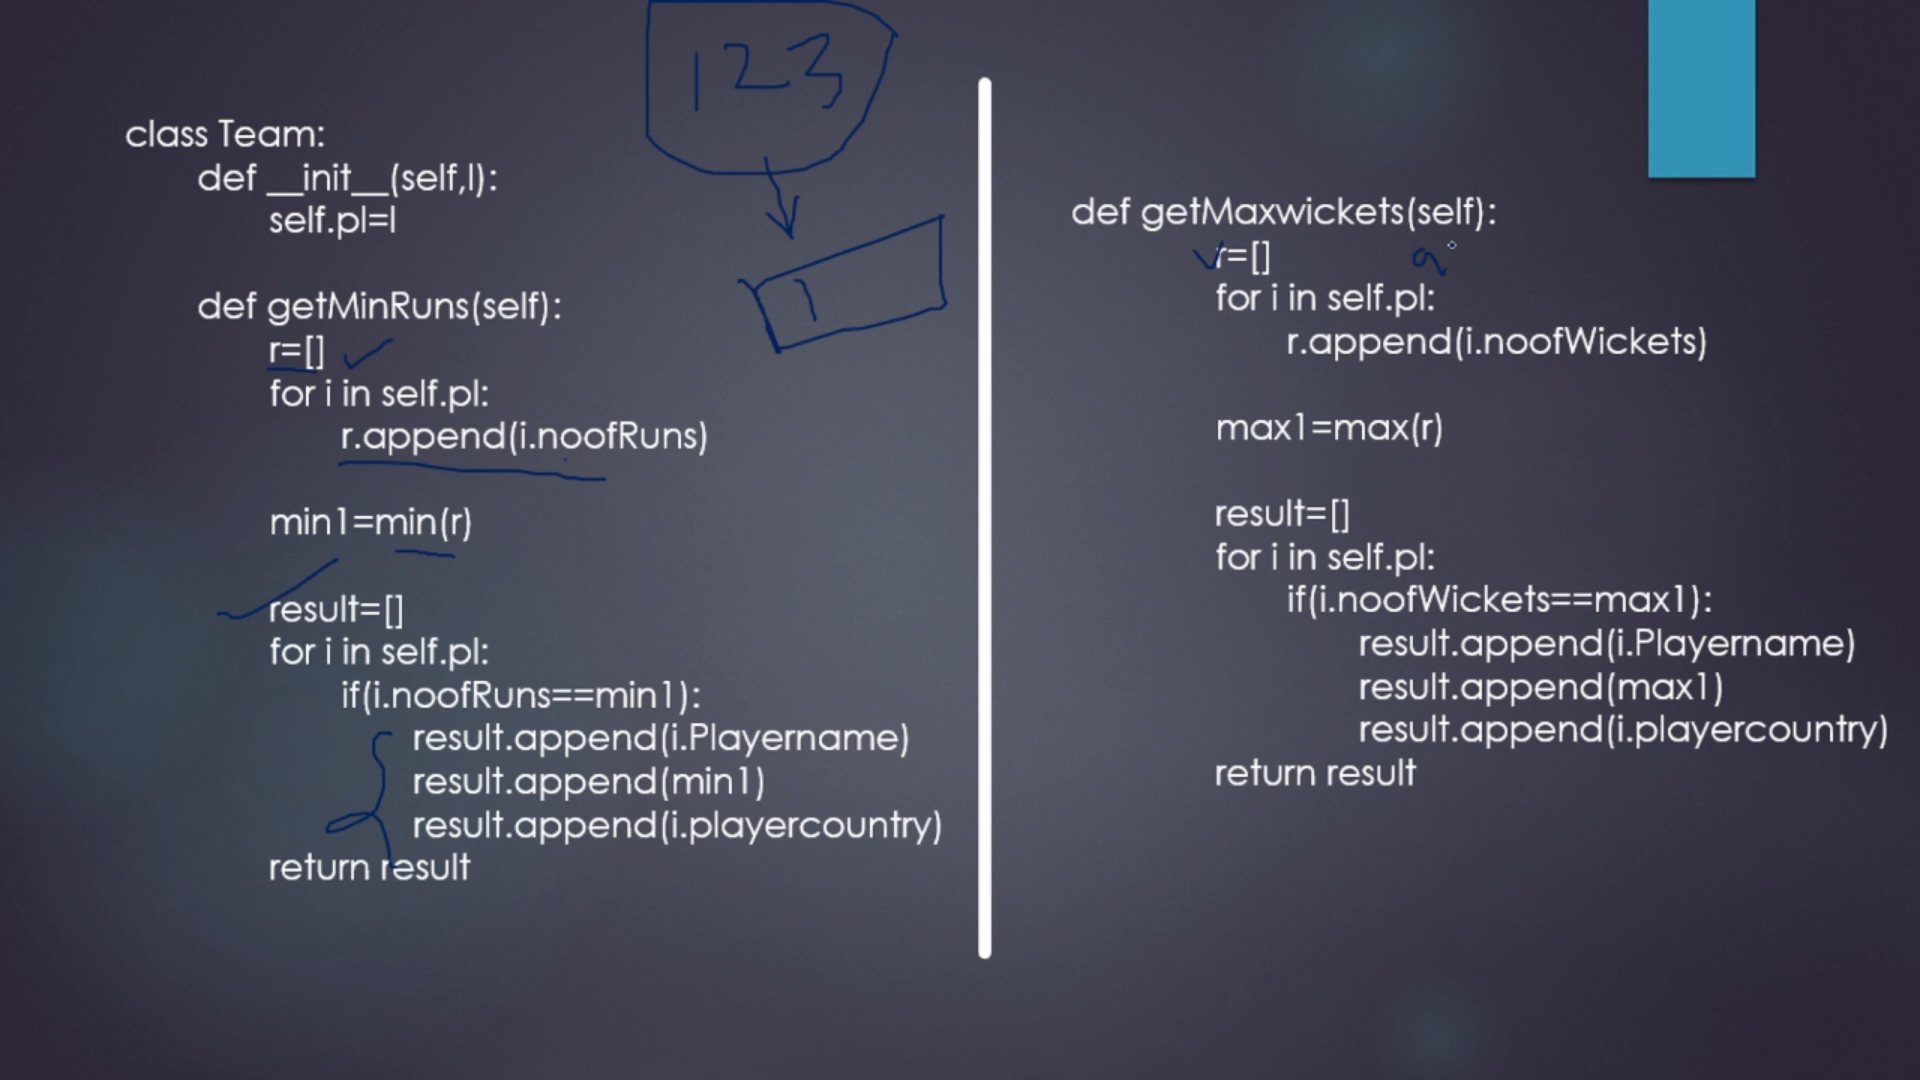 123
1
class Team:
def __init__(self,l):
self.pl=l
def getMinRuns(self):
r=[]
for i in self.pl:
r.append(i.noofRuns)
min1=min(r)
result=[]
for i in self.pl:
if(i.noofRuns==min1):
result.append(i.Playername)
result.append(min1)
result.append(i.playercountry)
return result
def getMaxwickets(self):
r=[]
for i in self.pl:
r.append(i.noofWickets)
max1=max(r)
result=[]
for i in self.pl:
if(i.noofWickets==max1):
result.append(i.Playername)
result.append(max1)
result.append(i.playercountry)
return result